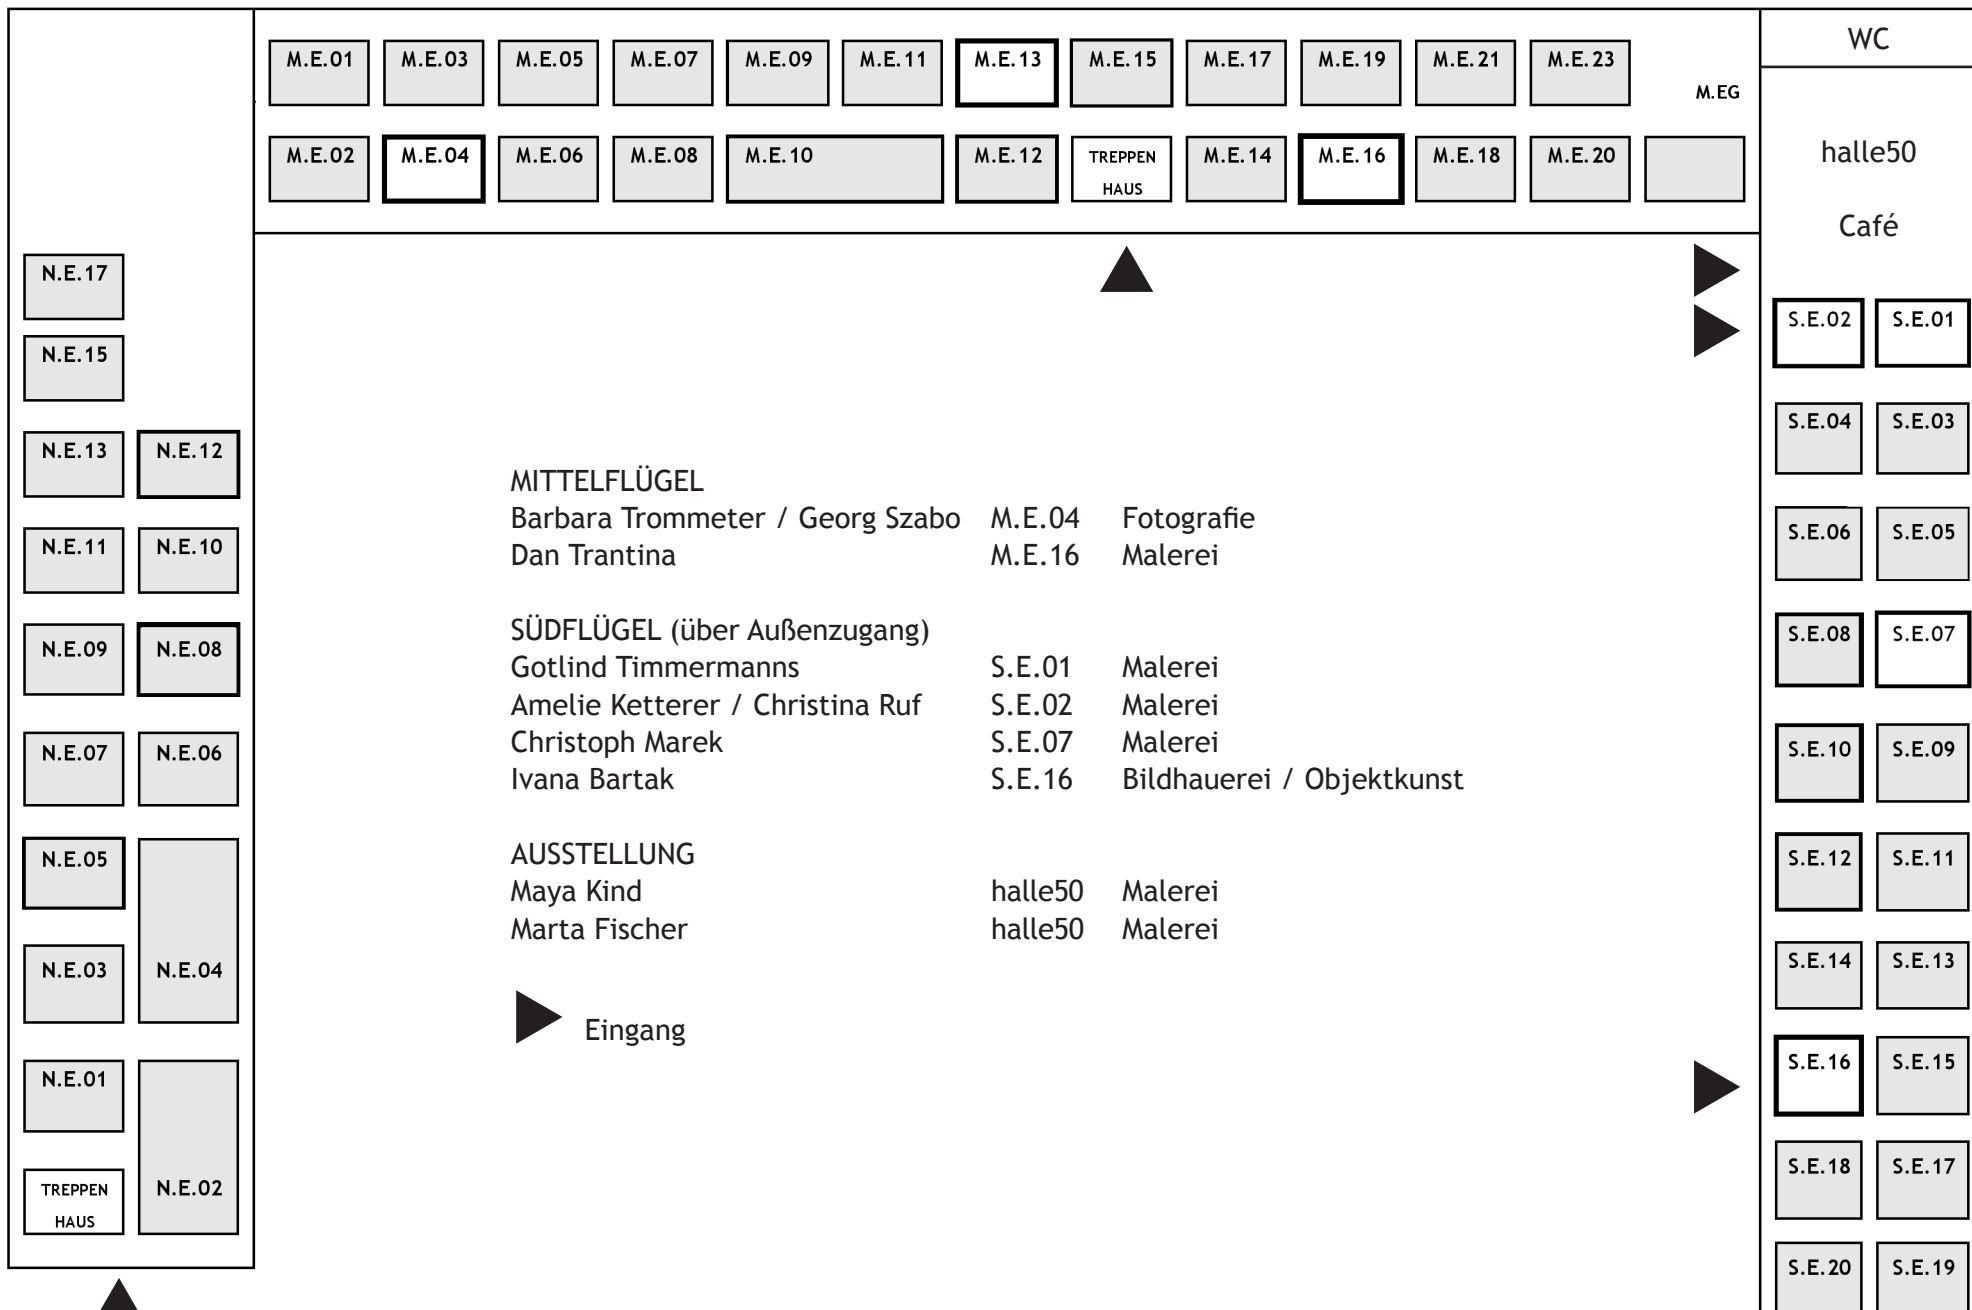 M.E.01 M.E.03 M.E.05 M.E.07 M.E.09 M.E.11 M.E.13 M.E.15 M.E.17 M.E.19 M.E.21 M.E.23
M.EG
M.E.02 M.E.04 M.E.06 M.E.08 M.E.10 M.E.12 TREPPEN M.E.14 M.E.16 M.E.18 M.E.20
HAUS
WC
halle50
Café
N.E.17
N.E.15
N.E.13 N.E.12
N.E.11 N.E.10
N.E.09 N.E.08
N.E.07 N.E.06
N.E.05
N.E.03 N.E.04
N.E.01
TREPPEN N.E.02
HAUS
MITTELFLÜGEL
Barbara Trommeter / Georg Szabo M.E.04 Fotografie
Dan Trantina M.E.16 Malerei
SÜDFLÜGEL (über Außenzugang)
Gotlind Timmermanns S.E.01 Malerei
Amelie Ketterer / Christina Ruf S.E.02 Malerei
Christoph Marek S.E.07 Malerei
Ivana Bartak S.E.16 Bildhauerei / Objektkunst
AUSSTELLUNG
Maya Kind halle50 Malerei
Marta Fischer halle50 Malerei
Eingang
S.E.02 S.E.01
S.E.04 S.E.03
S.E.06 S.E.05
S.E.08 S.E.07
S.E.10 S.E.09
S.E.12 S.E.11
S.E.14 S.E.13
S.E.16 S.E.15
S.E.18 S.E.17
S.E.20 S.E.19